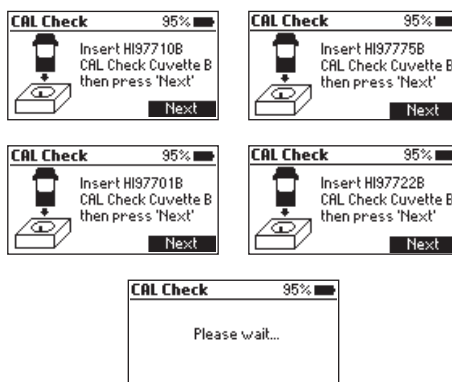 CAL Check 95%
Insert HI97710B
CAL Check Cuvette B
then press 'Next'
Next
CAL Check 95%
Insert HI97775B
CAL Check Cuvette B
then press 'Next'
Next
CAL Check 95%
Insert HI97701B
CAL Check Cuvette B
then press 'Next'
Next
CAL Check 95%
Insert HI97722B
CAL Check Cuvette B
then press 'Next'
Next
CAL Check 95%
Please wait...